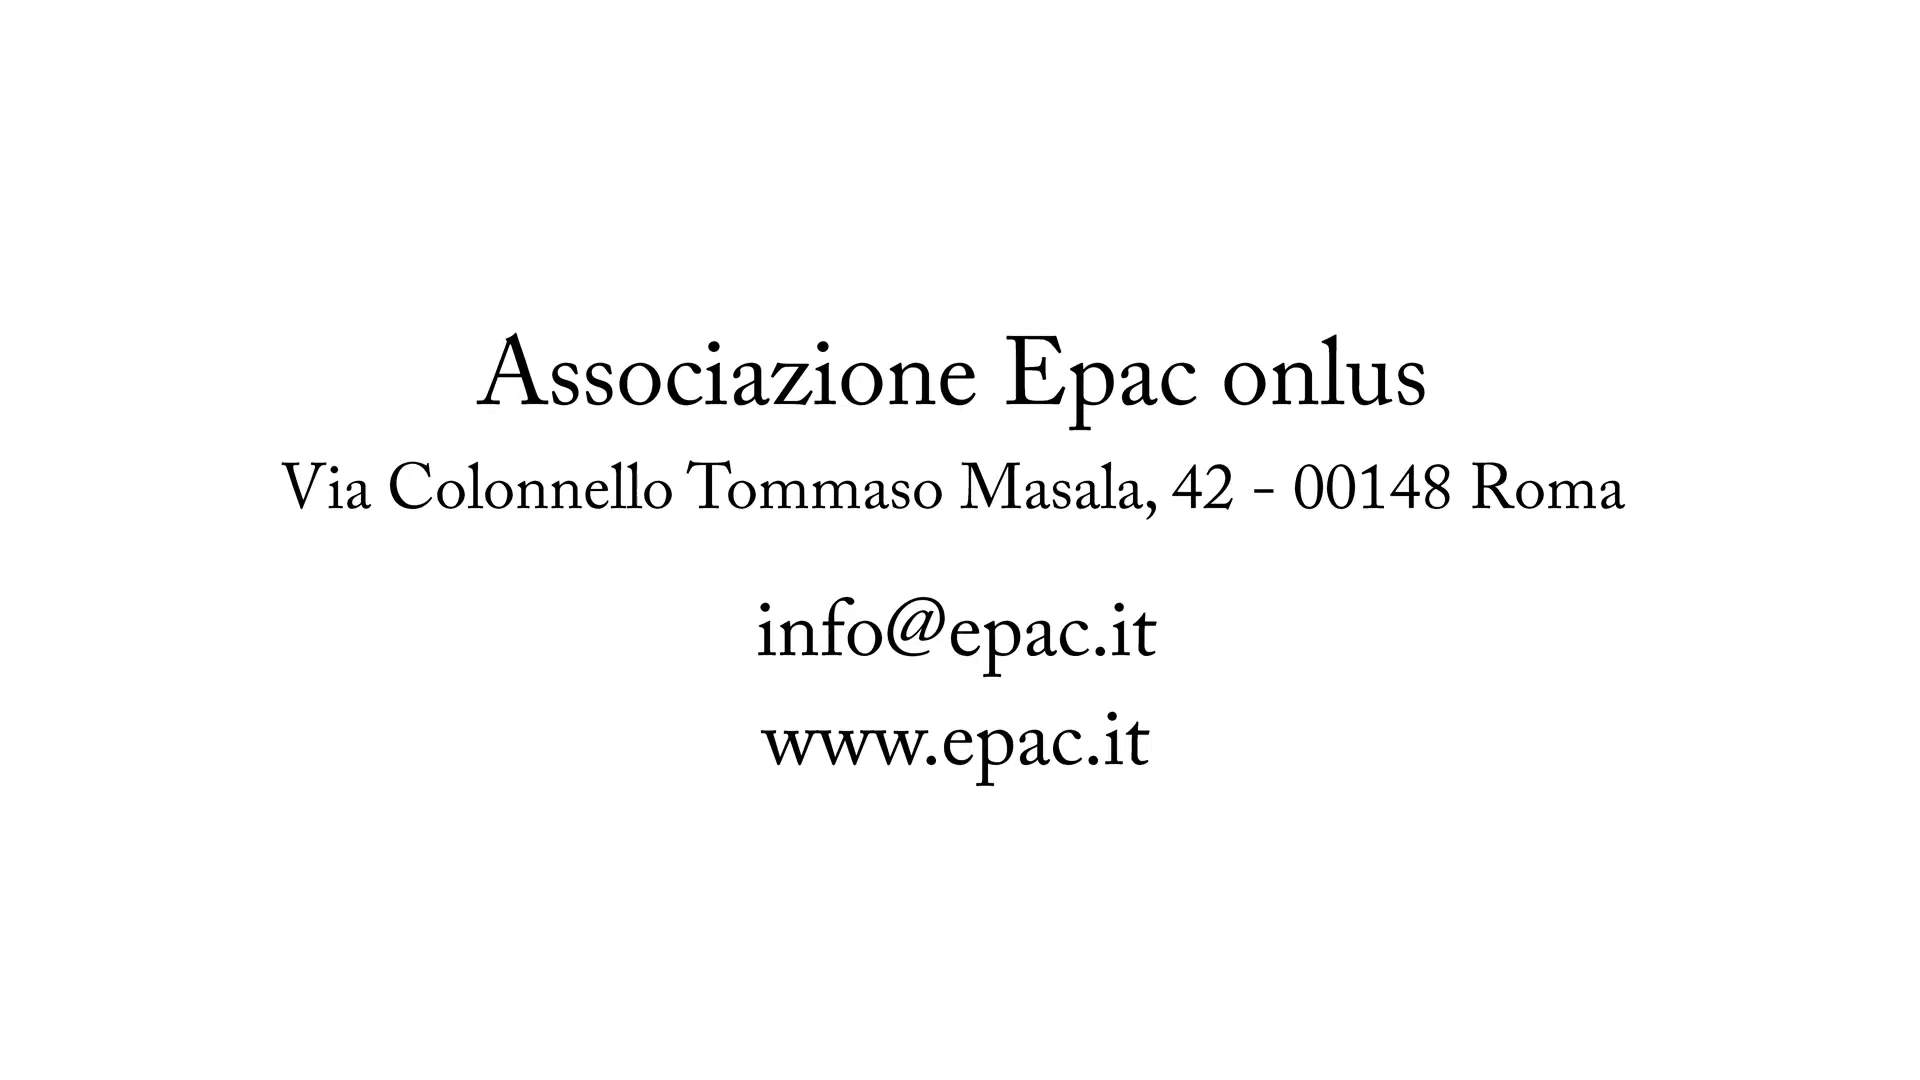 Associazione Epac onlus
Via Colonnello Tommaso Masala, 42 - 00148 Roma
info@epac.it
www.epac.it